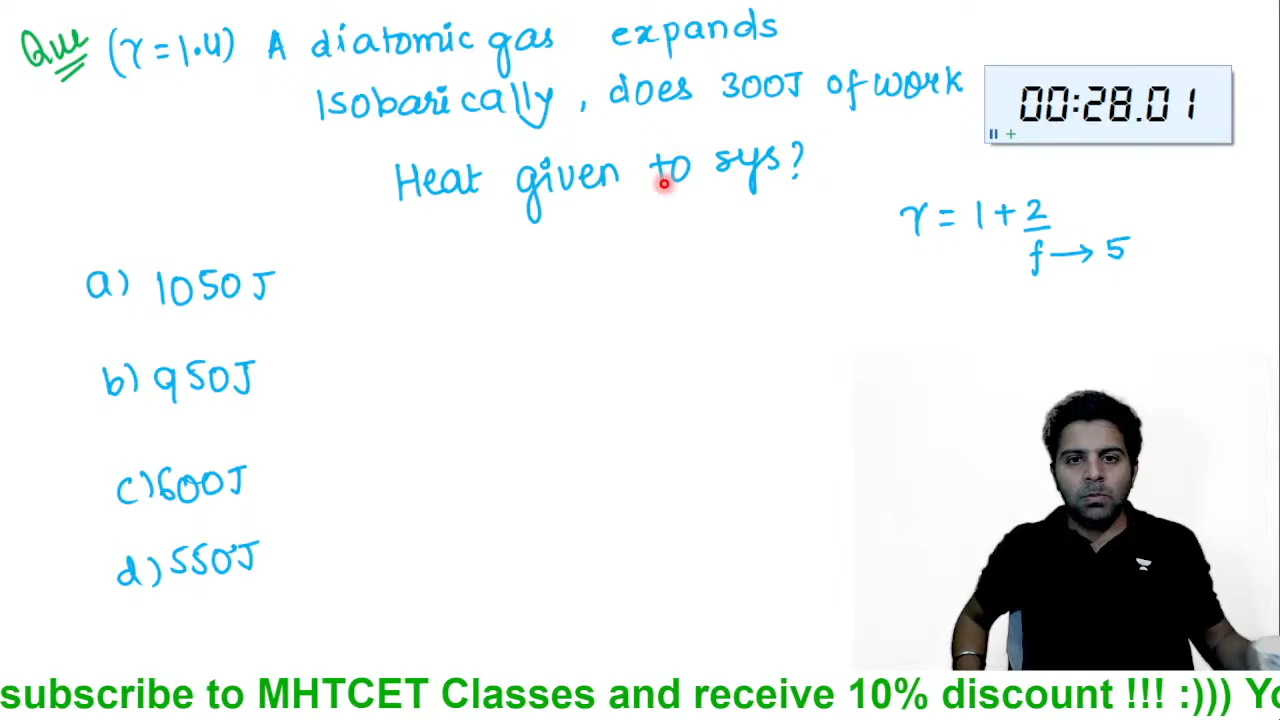 Que (γ = 1.4) A diatomic gas expands
Isobarically, does 300J of work
00:28.01
Heat given to sys?
γ = 1 + 2
f → 5
a) 1050J
b) 950J
c) 600J
d) 550J
subscribe to MHTCET Classes and receive 10% discount !!! :))) Yo